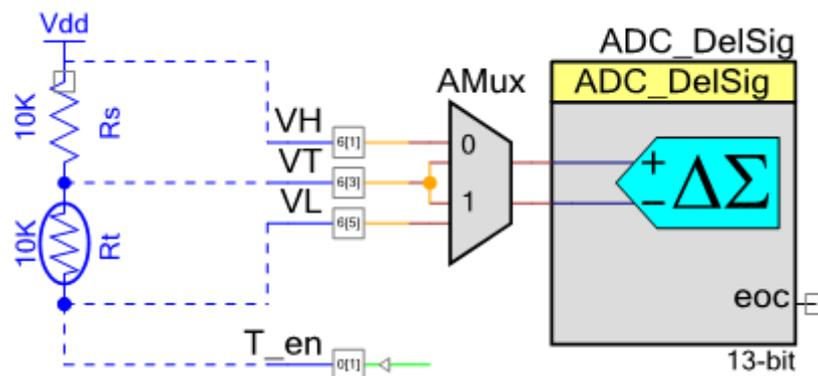 Vdd
10K
Rs
10K
Rt
VH
6[1]
VT
6[3]
VL
6[5]
T_en
0[1]
AMux
0
1
ADC_DelSig
ADC_DelSig
+
−
ΔΣ
eoc
13-bit